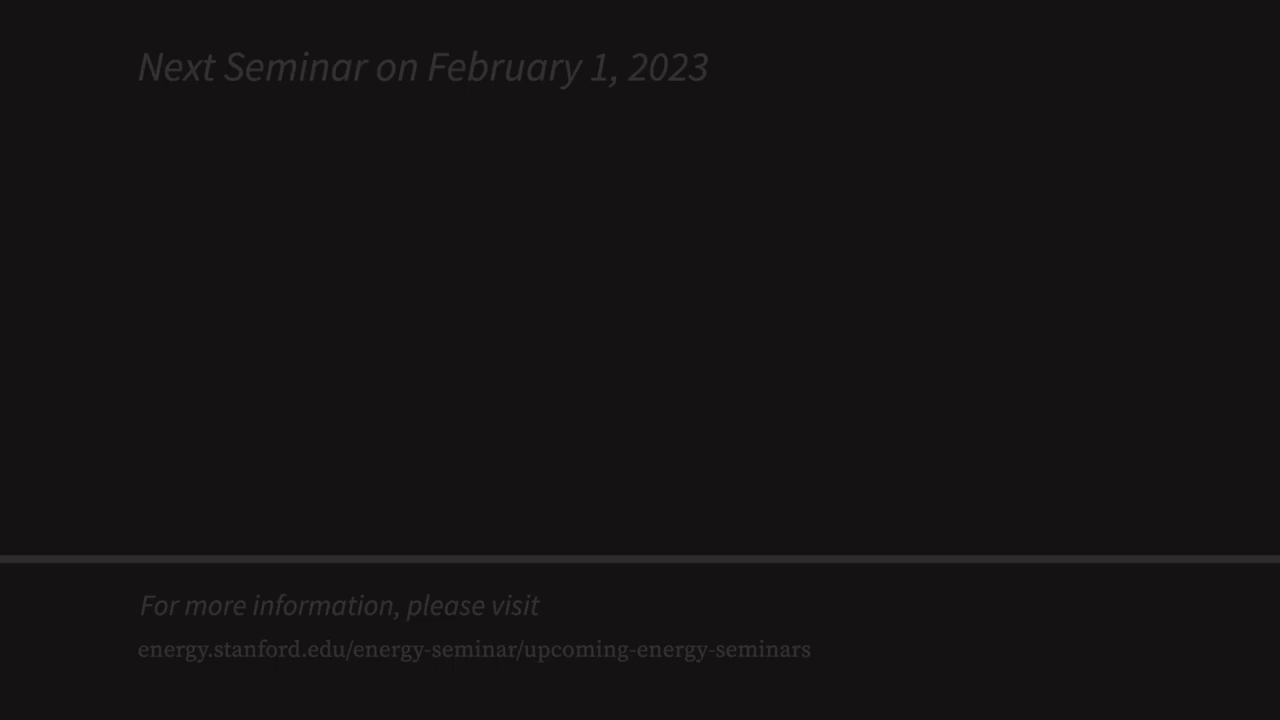 Next Seminar on February 1, 2023
For more information, please visit
energy.stanford.edu/energy-seminar/upcoming-energy-seminars